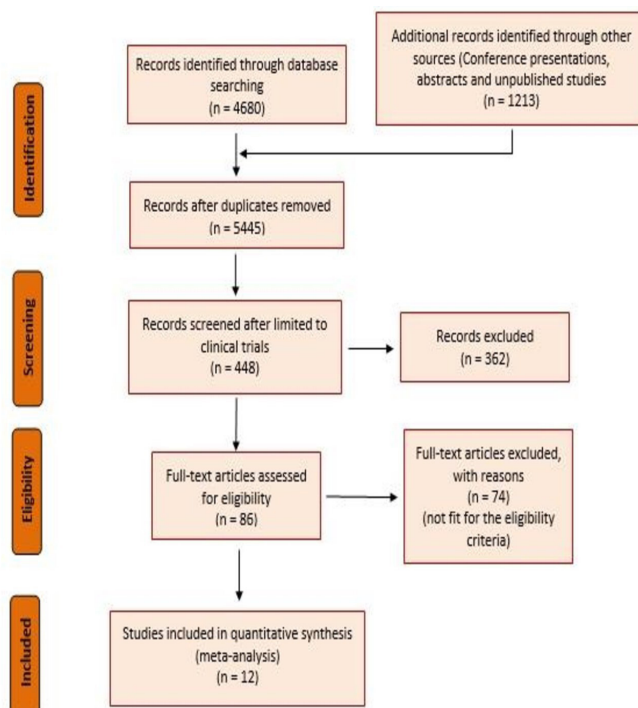 Identification
Records identified through database
searching
(n = 4680)
Additional records identified through other
sources (Conference presentations,
abstracts and unpublished studies
(n = 1213)
Records after duplicates removed
(n = 5445)
Screening
Records screened after limited to
clinical trials
(n = 448)
Records excluded
(n = 362)
Eligibility
Full-text articles assessed
for eligibility
(n = 86)
Full-text articles excluded,
with reasons
(n = 74)
(not fit for the eligibility
criteria)
Included
Studies included in quantitative synthesis
(meta-analysis)
(n = 12)